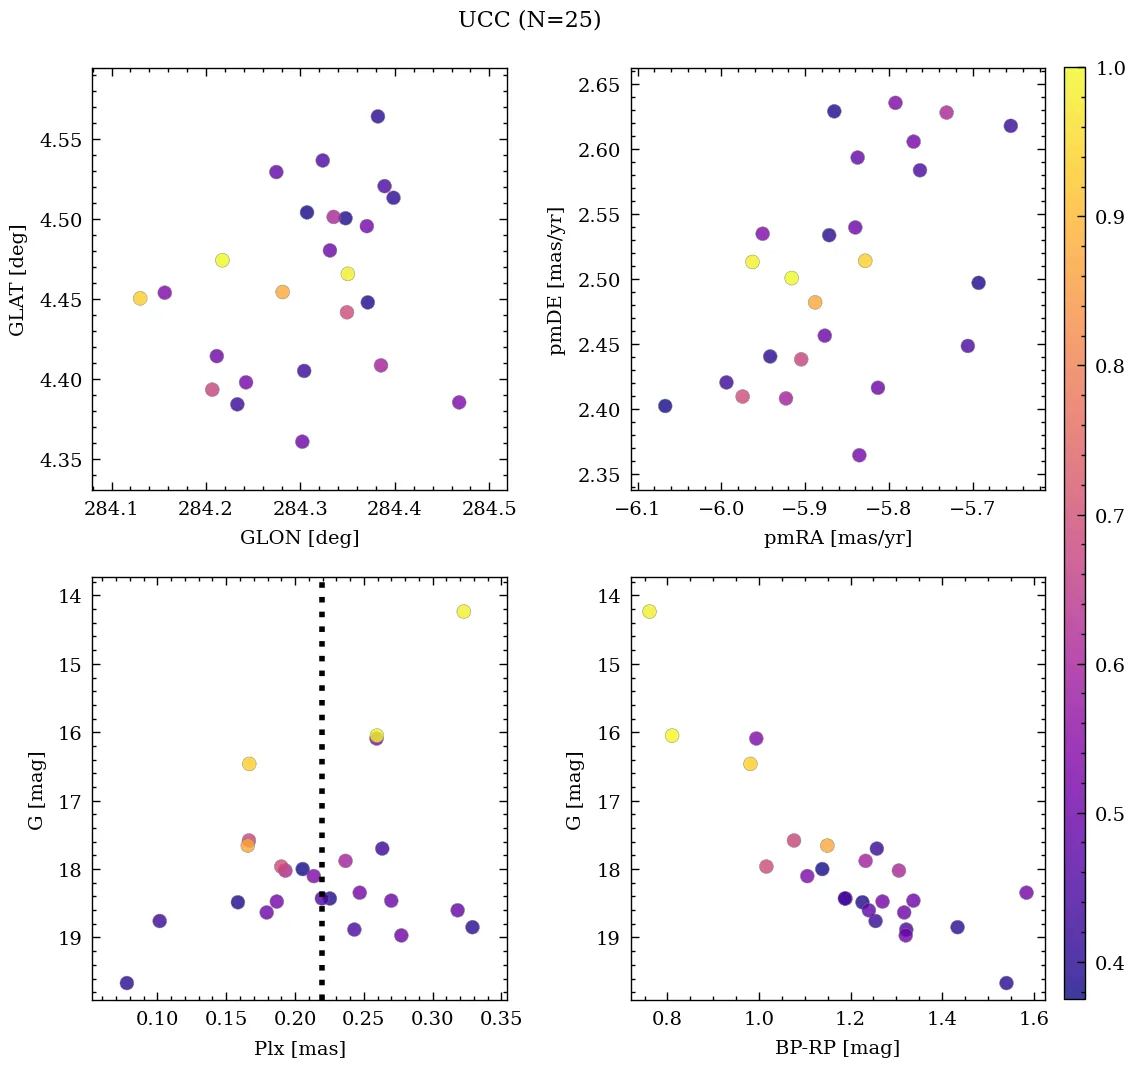 UCC (N=25)
4.55
4.50
4.45
4.40
4.35
GLAT [deg]
284.1 284.2 284.3 284.4 284.5
GLON [deg]
2.65
2.60
2.55
2.50
2.45
2.40
2.35
pmDE [mas/yr]
−6.1 −6.0 −5.9 −5.8 −5.7
pmRA [mas/yr]
14
15
16
17
18
19
G [mag]
0.10 0.15 0.20 0.25 0.30 0.35
Plx [mas]
14
15
16
17
18
19
G [mag]
0.8 1.0 1.2 1.4 1.6
BP-RP [mag]
1.0
0.9
0.8
0.7
0.6
0.5
0.4